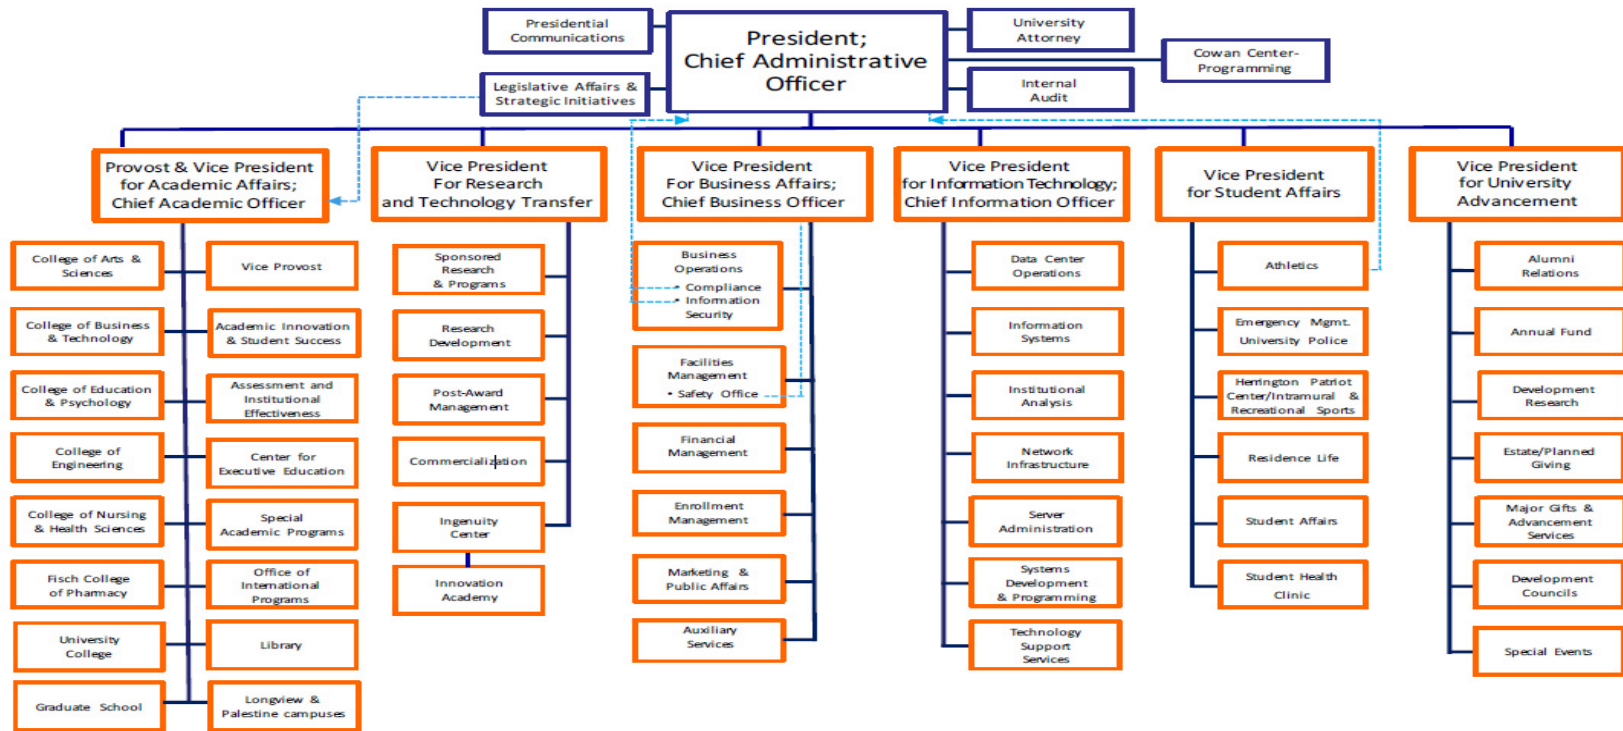 Presidential
Communications
President;
Chief Administrative
Officer
University
Attorney
Cowan Center-
Programming
Legislative Affairs &
Strategic Initiatives
Internal
Audit
Provost & Vice President
for Academic Affairs;
Chief Academic Officer
Vice President
For Research
and Technology Transfer
Vice President
For Business Affairs;
Chief Business Officer
Vice President
for Information Technology;
Chief Information Officer
Vice President
for Student Affairs
Vice President
for University
Advancement
College of Arts &
Sciences
Vice Provost
College of Business
& Technology
Academic Innovation
& Student Success
College of Education
& Psychology
Assessment and
Institutional
Effectiveness
College of
Engineering
Center for
Executive Education
College of Nursing
& Health Sciences
Special
Academic Programs
Fisch College
of Pharmacy
Office of
International
Programs
University
College
Library
Graduate School
Longview &
Palestine campuses
Sponsored
Research
& Programs
Research
Development
Post-Award
Management
Commercialization
Ingenuity
Center
Innovation
Academy
Business
Operations
• Compliance
• Information
Security
Facilities
Management
• Safety Office
Financial
Management
Enrollment
Management
Marketing &
Public Affairs
Auxiliary
Services
Data Center
Operations
Information
Systems
Institutional
Analysis
Network
Infrastructure
Server
Administration
Systems
Development
& Programming
Technology
Support
Services
Athletics
Emergency Mgmt.
University Police
Herrington Patriot
Center/Intramural &
Recreational Sports
Residence Life
Student Affairs
Student Health
Clinic
Alumni
Relations
Annual Fund
Development
Research
Estate/Planned
Giving
Major Gifts &
Advancement
Services
Development
Councils
Special Events